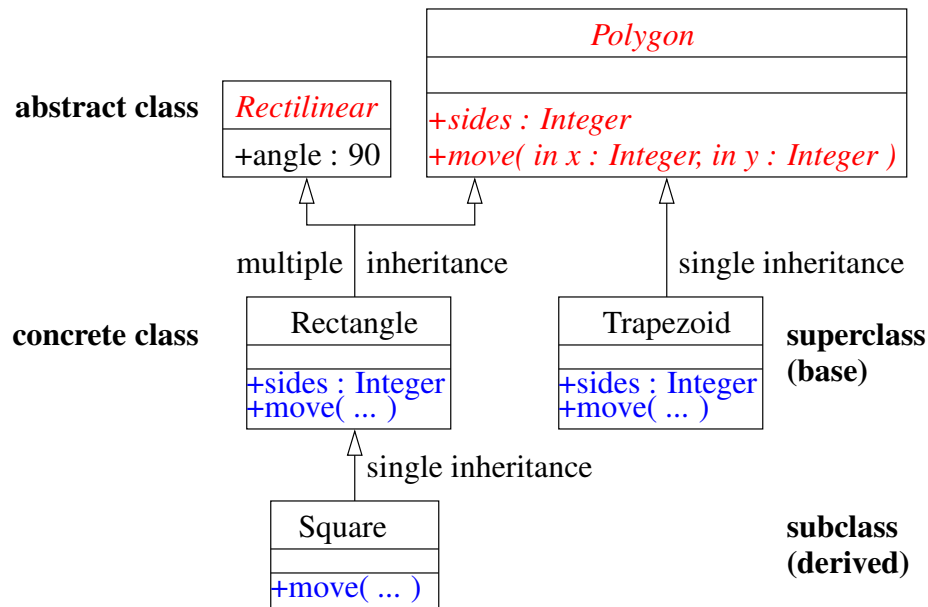 Polygon
abstract class
Rectilinear
+angle : 90
+sides : Integer
+move( in x : Integer, in y : Integer )
multiple inheritance
single inheritance
concrete class
Rectangle
+sides : Integer
+move( ... )
Trapezoid
+sides : Integer
+move( ... )
superclass
(base)
single inheritance
Square
+move( ... )
subclass
(derived)